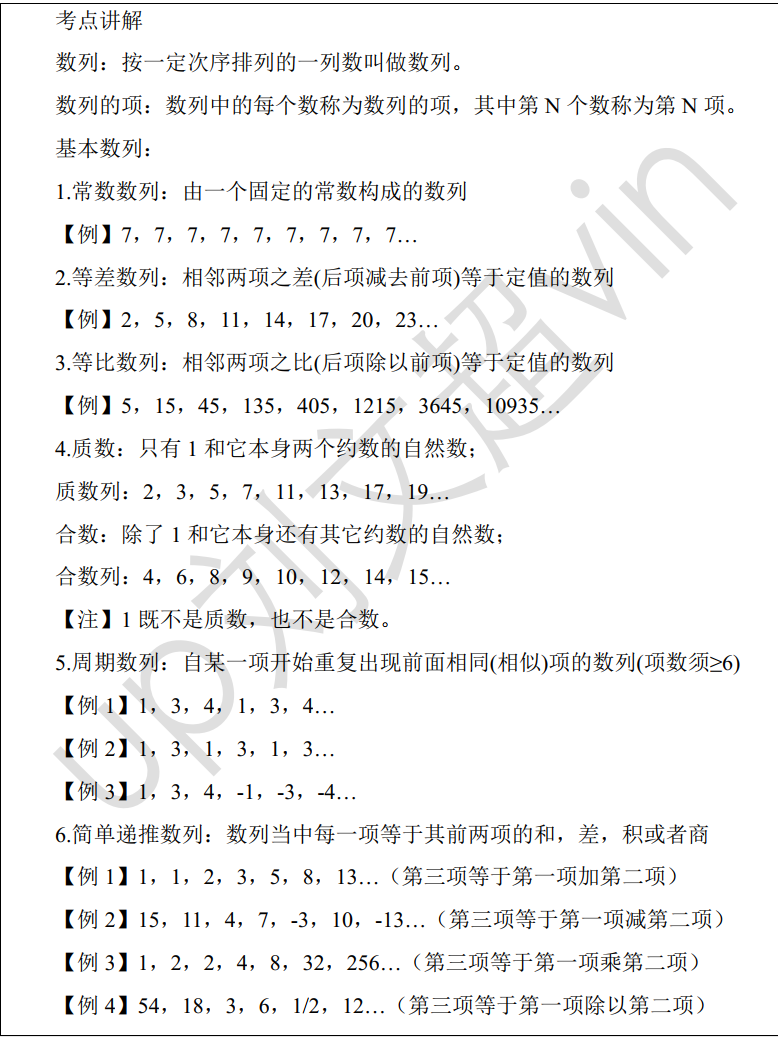 考点讲解
数列：按一定次序排列的一列数叫做数列。
数列的项：数列中的每个数称为数列的项，其中第 N 个数称为第 N 项。
基本数列：
1.常数数列：由一个固定的常数构成的数列
【例】7，7，7，7，7，7，7，7，7…
2.等差数列：相邻两项之差(后项减去前项)等于定值的数列
【例】2，5，8，11，14，17，20，23…
3.等比数列：相邻两项之比(后项除以前项)等于定值的数列
【例】5，15，45，135，405，1215，3645，10935…
4.质数：只有 1 和它本身两个约数的自然数；
质数列：2，3，5，7，11，13，17，19…
合数：除了 1 和它本身还有其它约数的自然数；
合数列：4，6，8，9，10，12，14，15…
【注】1 既不是质数，也不是合数。
5.周期数列：自某一项开始重复出现前面相同(相似)项的数列(项数须≥6)
【例 1】1，3，4，1，3，4…
【例 2】1，3，1，3，1，3…
【例 3】1，3，4，-1，-3，-4…
6.简单递推数列：数列当中每一项等于其前两项的和，差，积或者商
【例 1】1，1，2，3，5，8，13…（第三项等于第一项加第二项）
【例 2】15，11，4，7，-3，10，-13…（第三项等于第一项减第二项）
【例 3】1，2，2，4，8，32，256…（第三项等于第一项乘第二项）
【例 4】54，18，3，6，1/2，12…（第三项等于第一项除以第二项）
up刘文超vin